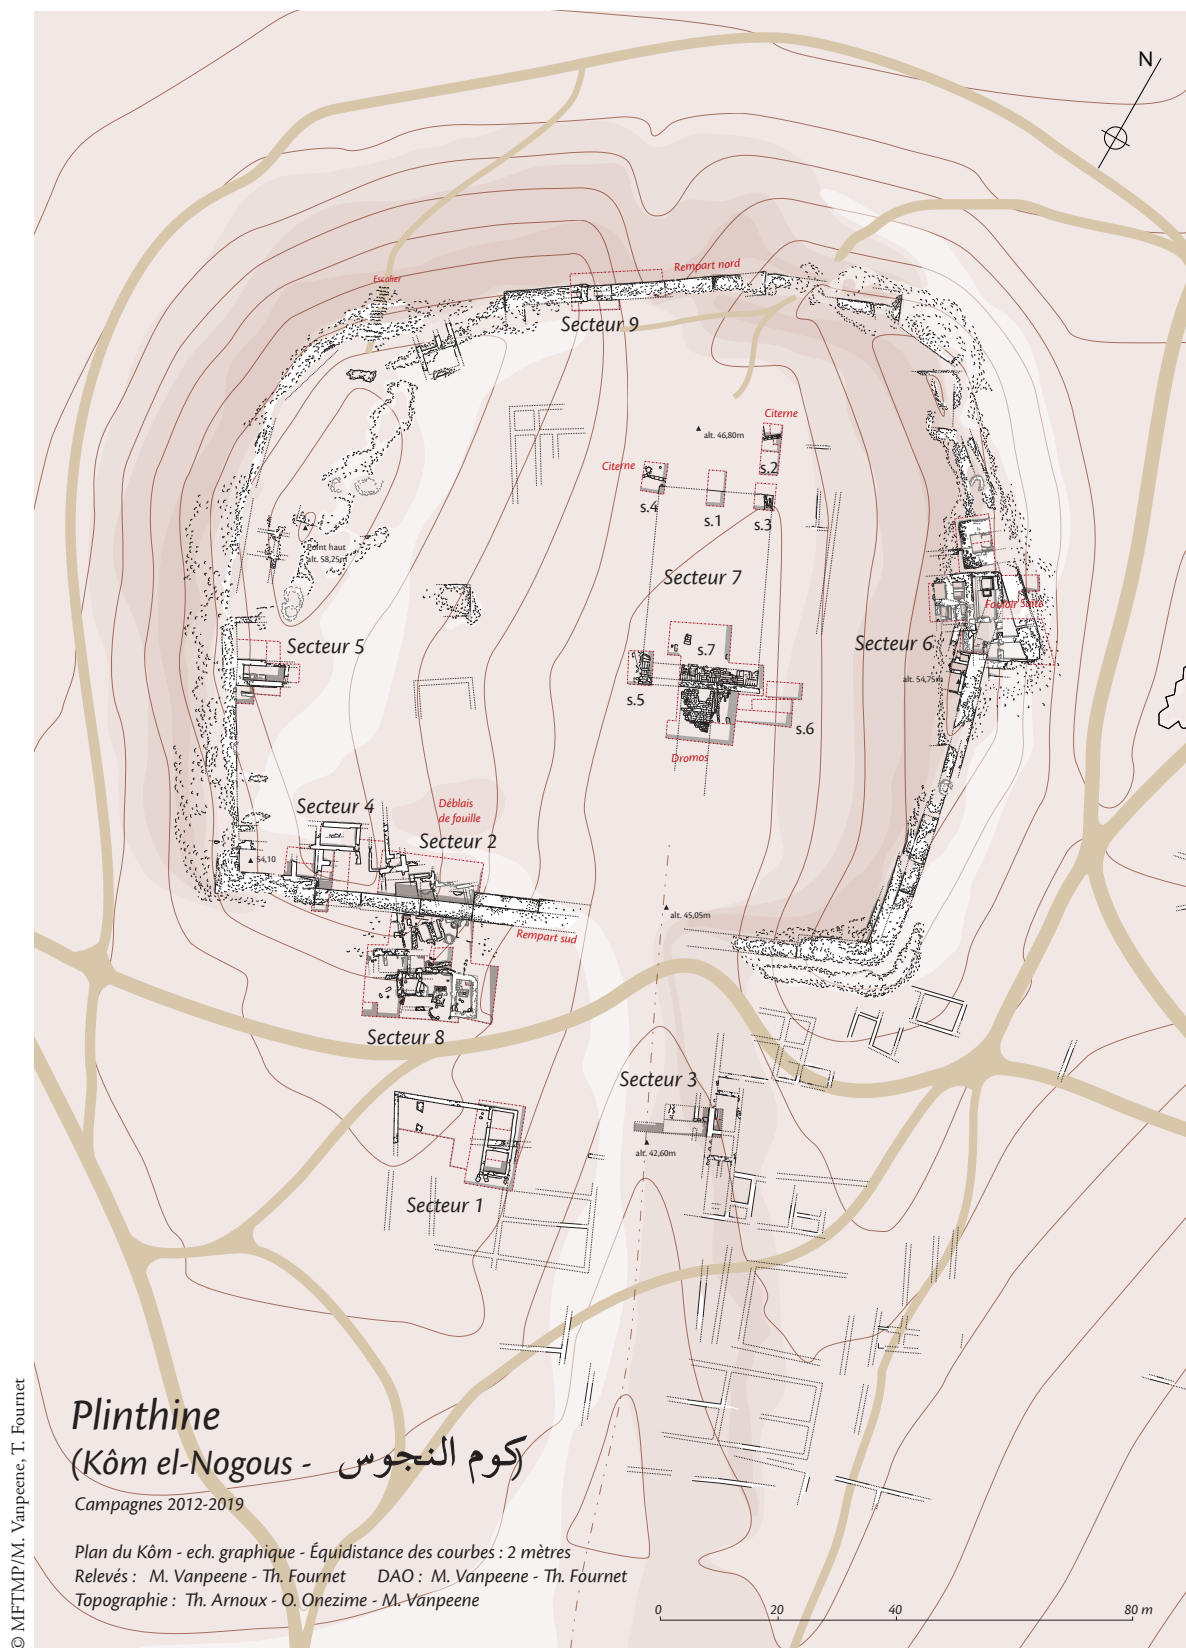 N
Escalier
Rempart nord
Secteur 9
Citerne
alt. 46,80m
Citerne
s.2
s.4
s.1
s.3
Point haut
alt. 58,25m
Secteur 7
Fouloir Saïte
Secteur 5
s.7
Secteur 6
alt. 54,75m
s.5
s.6
Dromos
Secteur 4
Déblais
de fouille
Secteur 2
54,10
alt. 45,05m
Rempart sud
Secteur 8
Secteur 3
alt. 42,60m
Secteur 1
Plinthine
(Kôm el-Nogous - كوم النجوس)
Campagnes 2012-2019
Plan du Kôm - ech. graphique - Équidistance des courbes : 2 mètres
Relevés : M. Vanpeene - Th. Fournet DAO : M. Vanpeene - Th. Fournet
Topographie : Th. Arnoux - O. Onezime - M. Vanpeene
0 20 40 80 m
© MFTMP/M. Vanpeene, T. Fournet